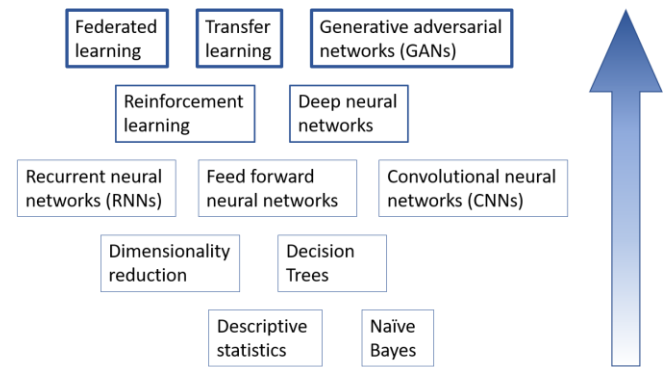 Federated
learning
Transfer
learning
Generative adversarial
networks (GANs)
Reinforcement
learning
Deep neural
networks
Recurrent neural
networks (RNNs)
Feed forward
neural networks
Convolutional neural
networks (CNNs)
Dimensionality
reduction
Decision
Trees
Descriptive
statistics
Naïve
Bayes